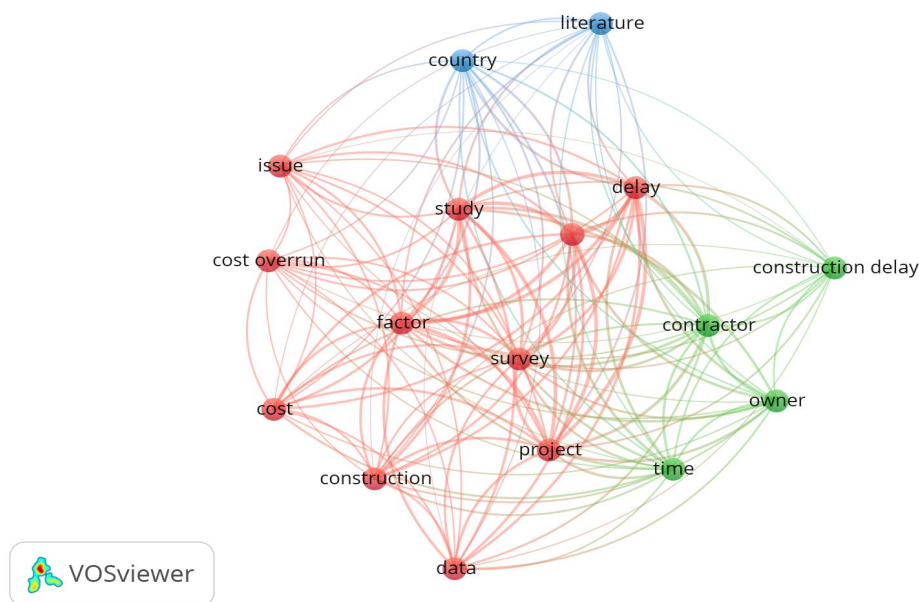 literature
country
issue
delay
study
cost overrun
construction delay
factor
contractor
survey
cost
owner
project
time
construction
data
VOSviewer